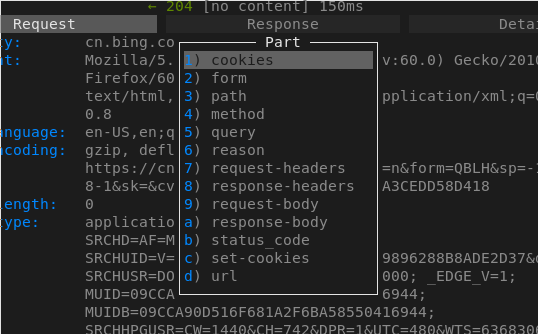 ← 204 [no content] 150ms
Request Response Detai
ty: cn.bing.co
nt: Mozilla/5. v:60.0) Gecko/2010
Firefox/60
text/html, pplication/xml;q=0
0.8
anguage: en-US,en;q
ncoding: gzip, defl
https://cn =n&form=QBLH&sp=-1
8-1&sk=&cv A3CEDD58D418
length: 0
type: applicatio
SRCHD=AF=M
SRCHUID=V= 9896288B8ADE2D37&d
SRCHUSR=DO 000; _EDGE_V=1;
MUID=09CCA 6944;
MUIDB=09CCA90D516F681A2F6BA58550416944;
SRCHHPGUSR=CW=1440&CH=742&DPR=1&UTC=480&WTS=6368306
Part
1) cookies
2) form
3) path
4) method
5) query
6) reason
7) request-headers
8) response-headers
9) request-body
a) response-body
b) status_code
c) set-cookies
d) url